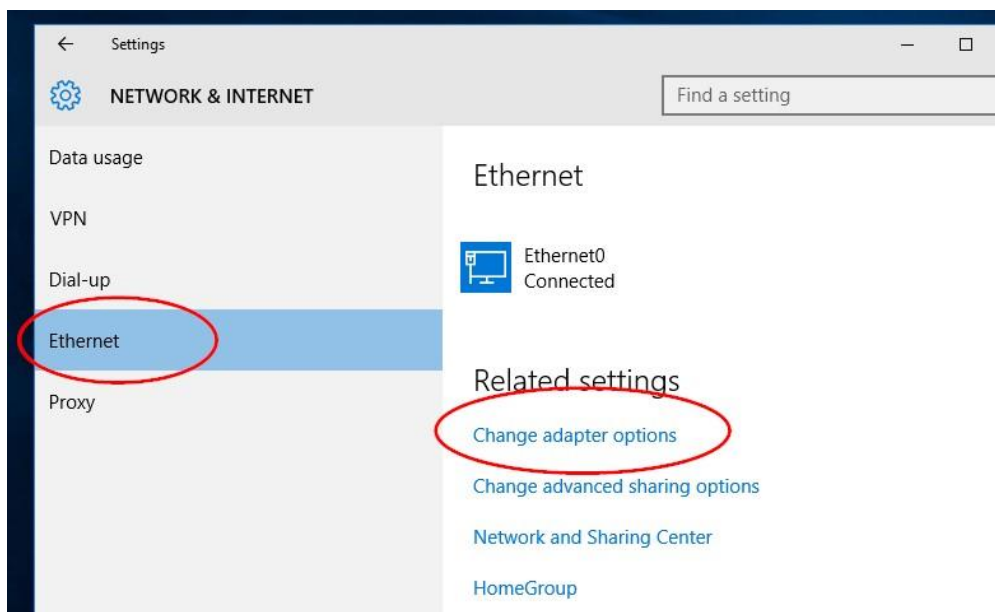 Settings
NETWORK & INTERNET
Find a setting
Data usage
VPN
Dial-up
Ethernet
Proxy
Ethernet
Ethernet0
Connected
Related settings
Change adapter options
Change advanced sharing options
Network and Sharing Center
HomeGroup